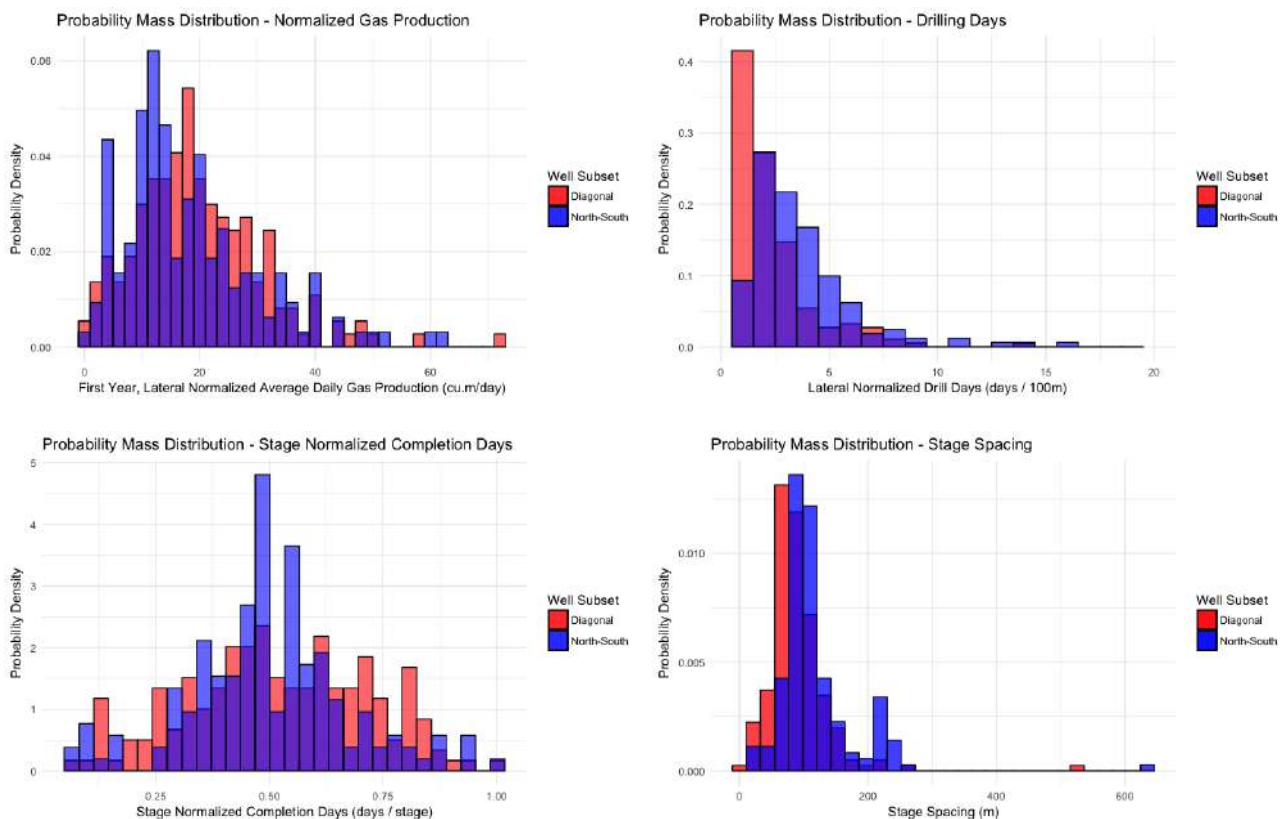 Probability Mass Distribution - Normalized Gas Production
0.06
0.04
0.02
0.00
Probability Density
0
20
40
60
First Year, Lateral Normalized Average Daily Gas Production (cu.m/day)
Well Subset
Diagonal
North-South
Probability Mass Distribution - Drilling Days
0.4
0.3
0.2
0.1
0.0
Probability Density
0
5
10
15
20
Lateral Normalized Drill Days (days / 100m)
Well Subset
Diagonal
North-South
Probability Mass Distribution - Stage Normalized Completion Days
5
4
3
2
1
0
Probability Density
0.25
0.50
0.75
1.00
Stage Normalized Completion Days (days / stage)
Well Subset
Diagonal
North-South
Probability Mass Distribution - Stage Spacing
0.010
0.005
0.000
Probability Density
0
200
400
600
Stage Spacing (m)
Well Subset
Diagonal
North-South